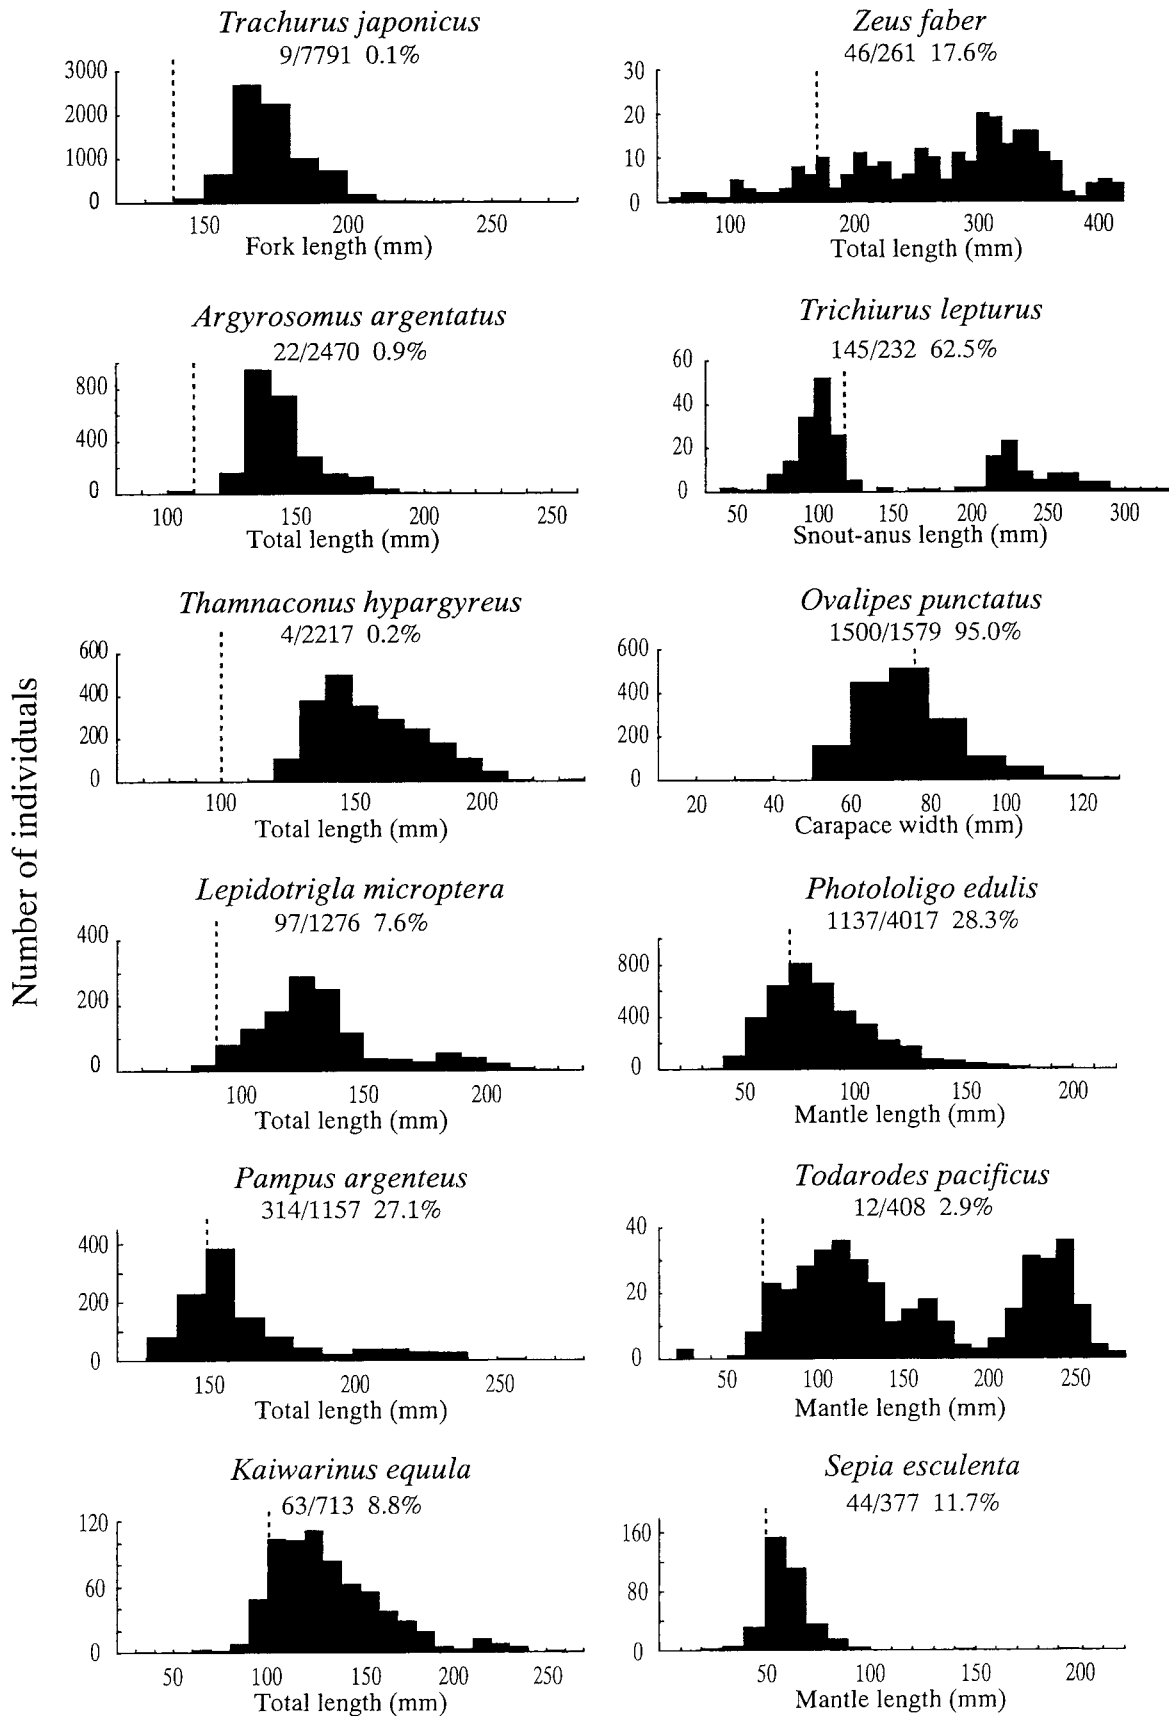 Number of individuals
Trachurus japonicus
9/7791 0.1%
3000
2000
1000
0
150 200 250
Fork length (mm)
Zeus faber
46/261 17.6%
30
20
10
0
100 200 300 400
Total length (mm)
Argyrosomus argentatus
22/2470 0.9%
800
400
0
100 150 200 250
Total length (mm)
Trichiurus lepturus
145/232 62.5%
60
40
20
0
50 100 150 200 250 300
Snout-anus length (mm)
Thamnaconus hypargyreus
4/2217 0.2%
600
400
200
0
100 150 200
Total length (mm)
Ovalipes punctatus
1500/1579 95.0%
600
400
200
0
20 40 60 80 100 120
Carapace width (mm)
Lepidotrigla microptera
97/1276 7.6%
400
200
0
100 150 200
Total length (mm)
Photololigo edulis
1137/4017 28.3%
800
400
0
50 100 150 200
Mantle length (mm)
Pampus argenteus
314/1157 27.1%
400
200
0
150 200 250
Total length (mm)
Todarodes pacificus
12/408 2.9%
40
20
0
50 100 150 200 250
Mantle length (mm)
Kaiwarinus equula
63/713 8.8%
120
60
0
50 100 150 200 250
Total length (mm)
Sepia esculenta
44/377 11.7%
160
80
0
50 100 150 200
Mantle length (mm)